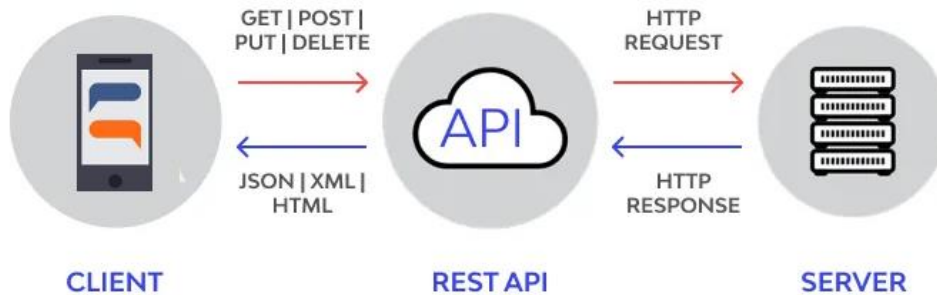 GET | POST |
PUT | DELETE
HTTP
REQUEST
API
JSON | XML |
HTML
HTTP
RESPONSE
CLIENT
REST API
SERVER